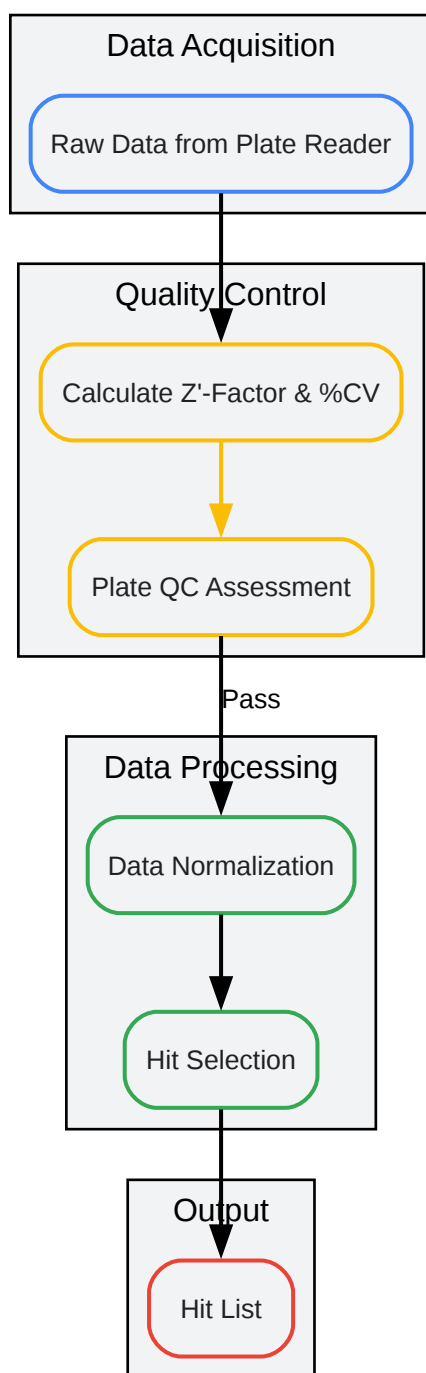 Data Acquisition
Raw Data from Plate Reader
Quality Control
Calculate Z'-Factor & %CV
Plate QC Assessment
Pass
Data Processing
Data Normalization
Hit Selection
Output
Hit List